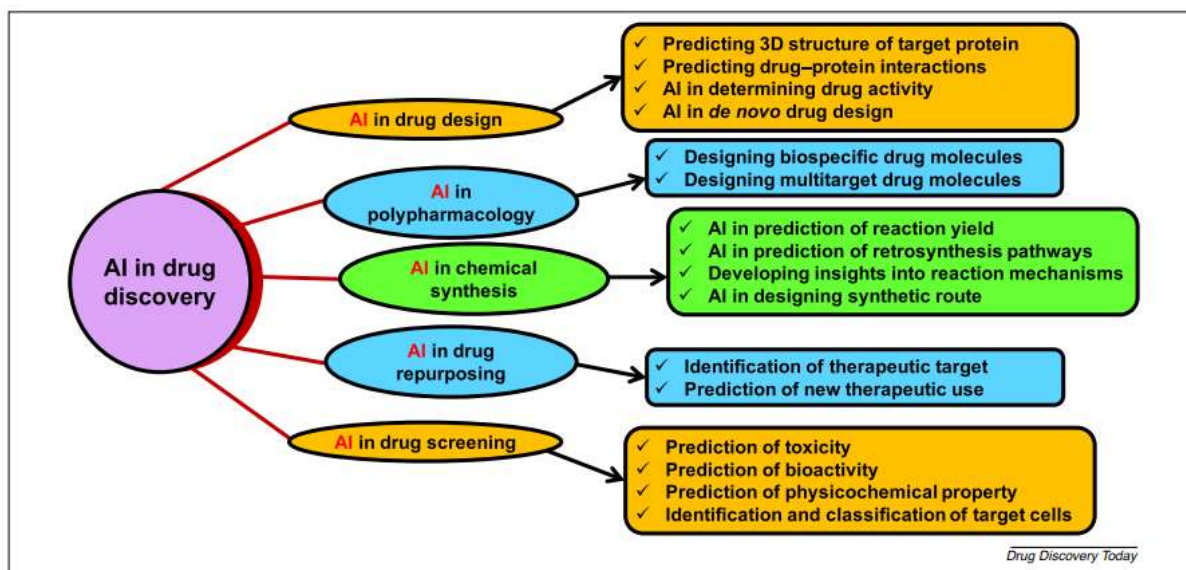 AI in drug discovery
AI in drug design
✓ Predicting 3D structure of target protein
✓ Predicting drug–protein interactions
✓ AI in determining drug activity
✓ AI in de novo drug design
AI in
polypharmacology
✓ Designing biospecific drug molecules
✓ Designing multitarget drug molecules
AI in chemical
synthesis
✓ AI in prediction of reaction yield
✓ AI in prediction of retrosynthesis pathways
✓ Developing insights into reaction mechanisms
✓ AI in designing synthetic route
AI in drug
repurposing
✓ Identification of therapeutic target
✓ Prediction of new therapeutic use
AI in drug screening
✓ Prediction of toxicity
✓ Prediction of bioactivity
✓ Prediction of physicochemical property
✓ Identification and classification of target cells
Drug Discovery Today